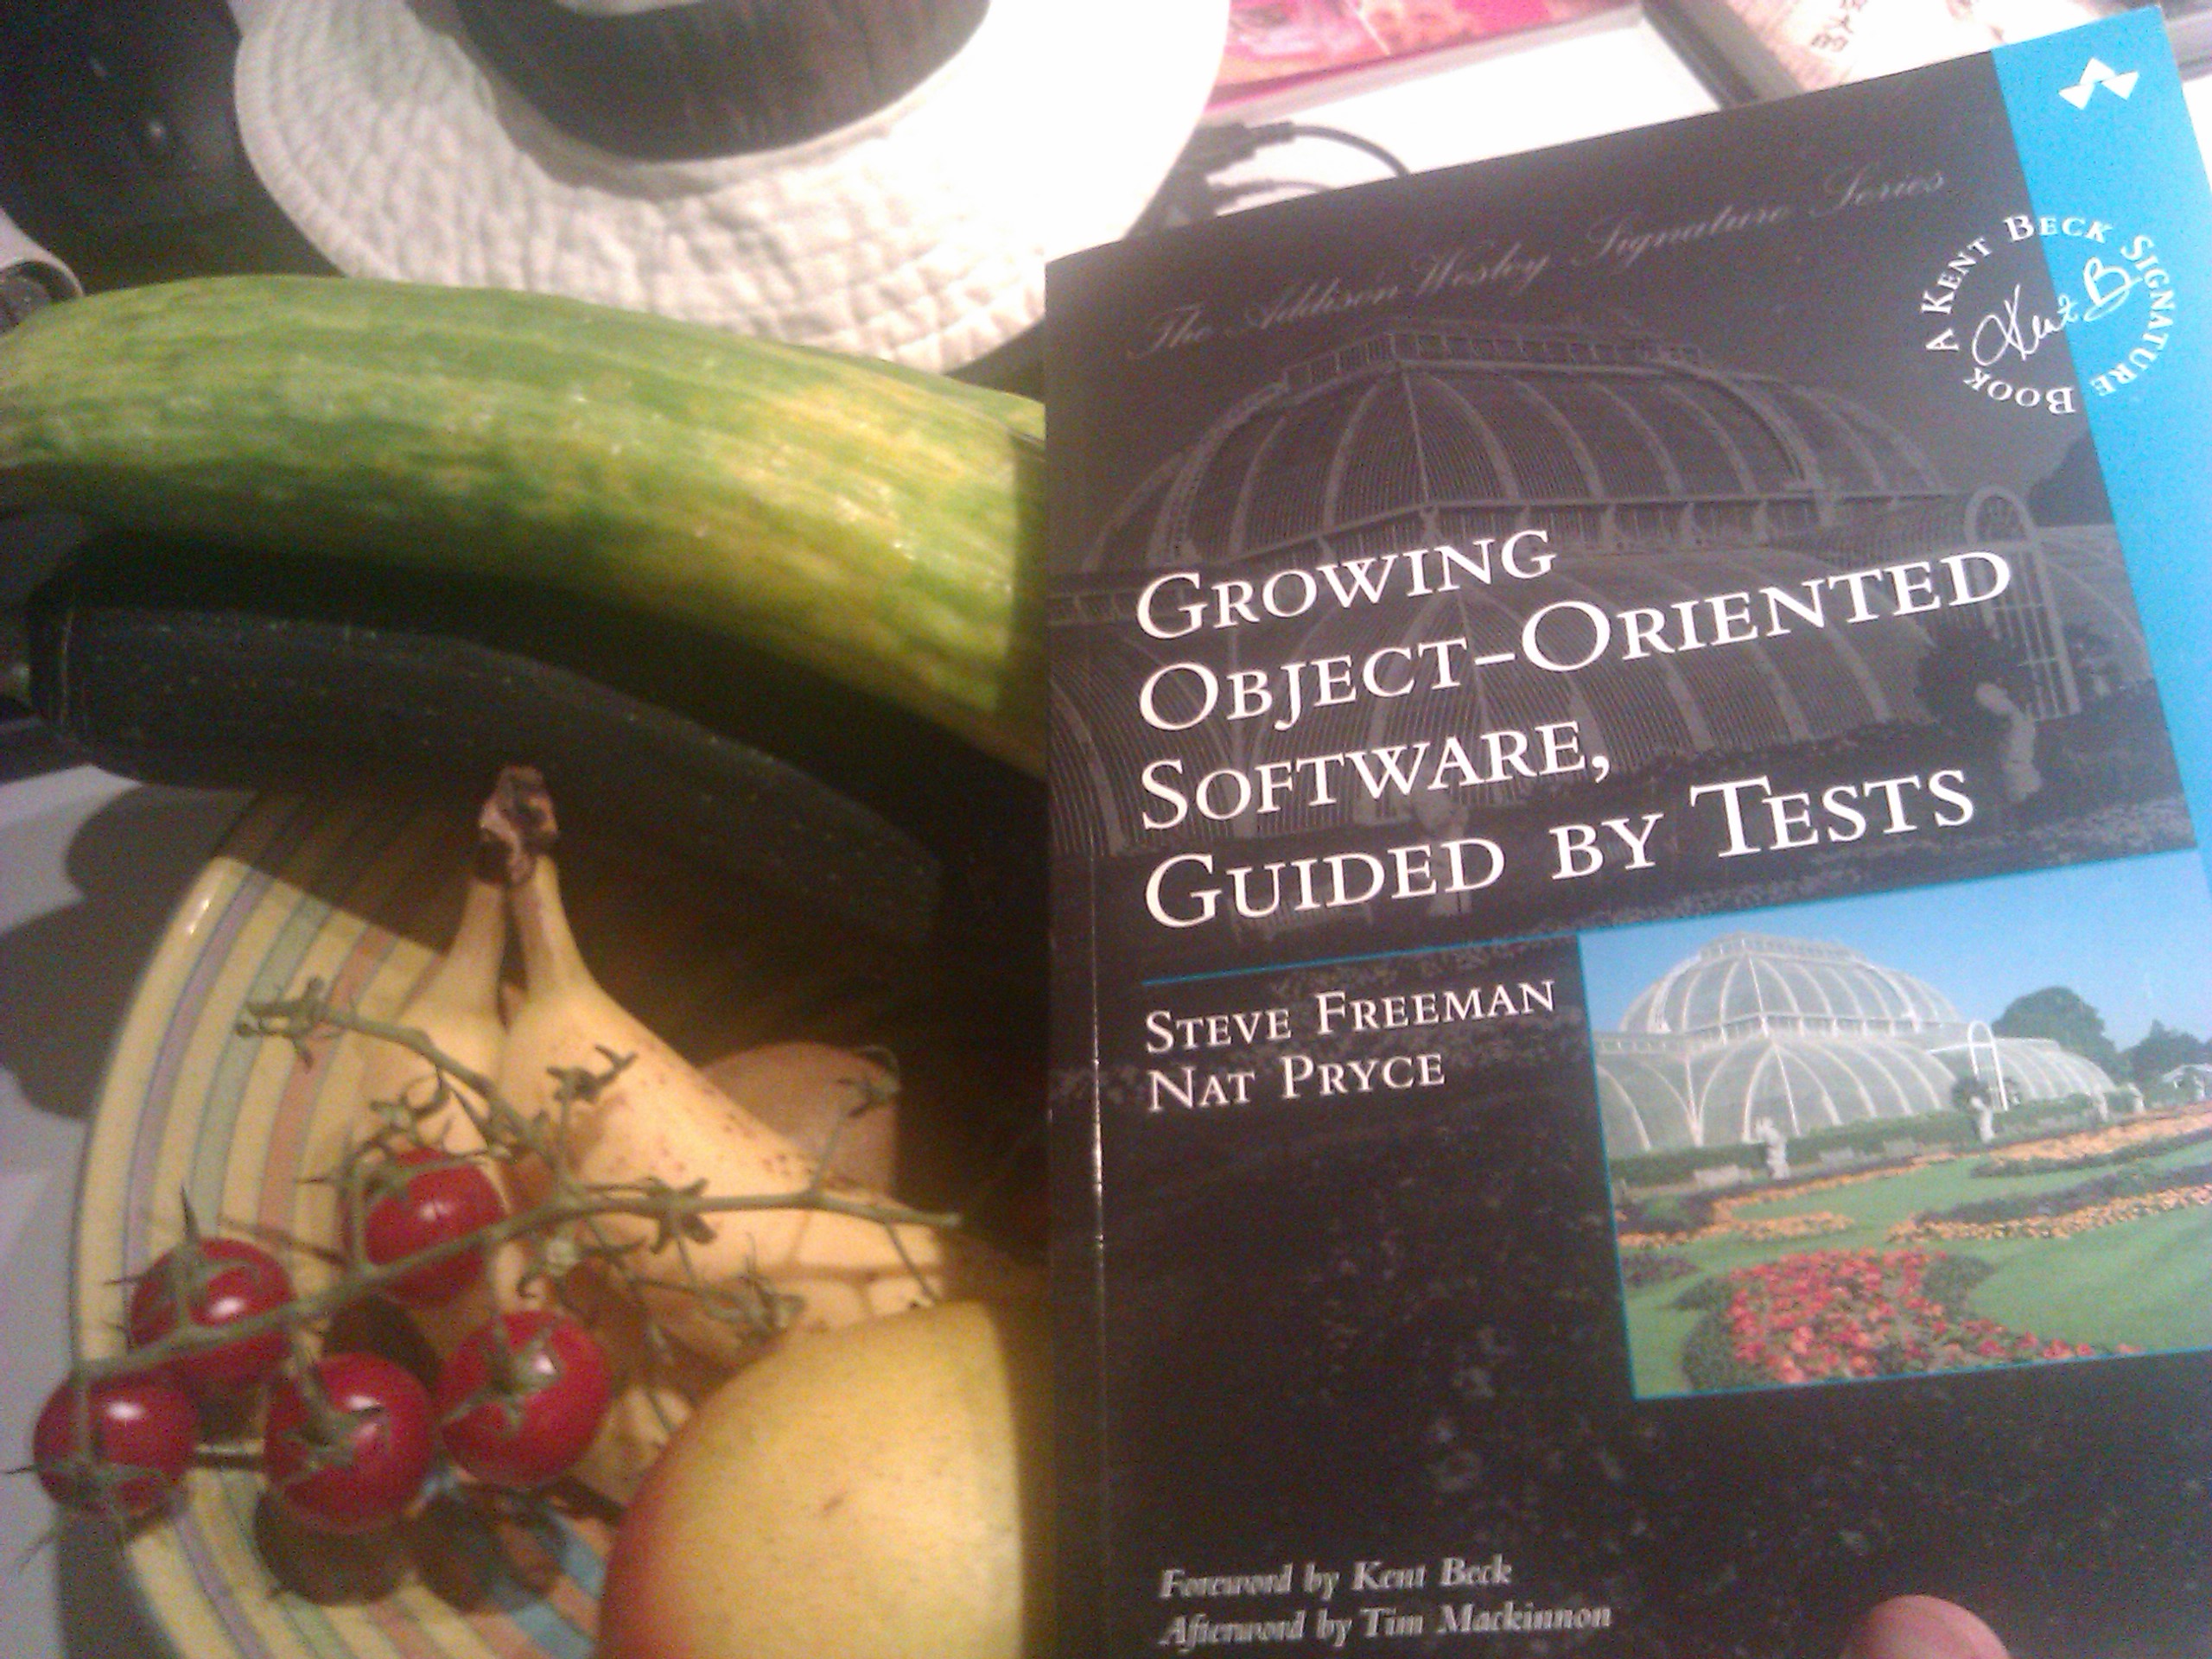 The Addison Wesley Signature Series
A KENT BECK SIGNATURE BOOK
Kent B
GROWING
OBJECT-ORIENTED
SOFTWARE,
GUIDED BY TESTS
STEVE FREEMAN
NAT PRYCE
Foreword by Kent Beck
Afterword by Tim Mackinnon